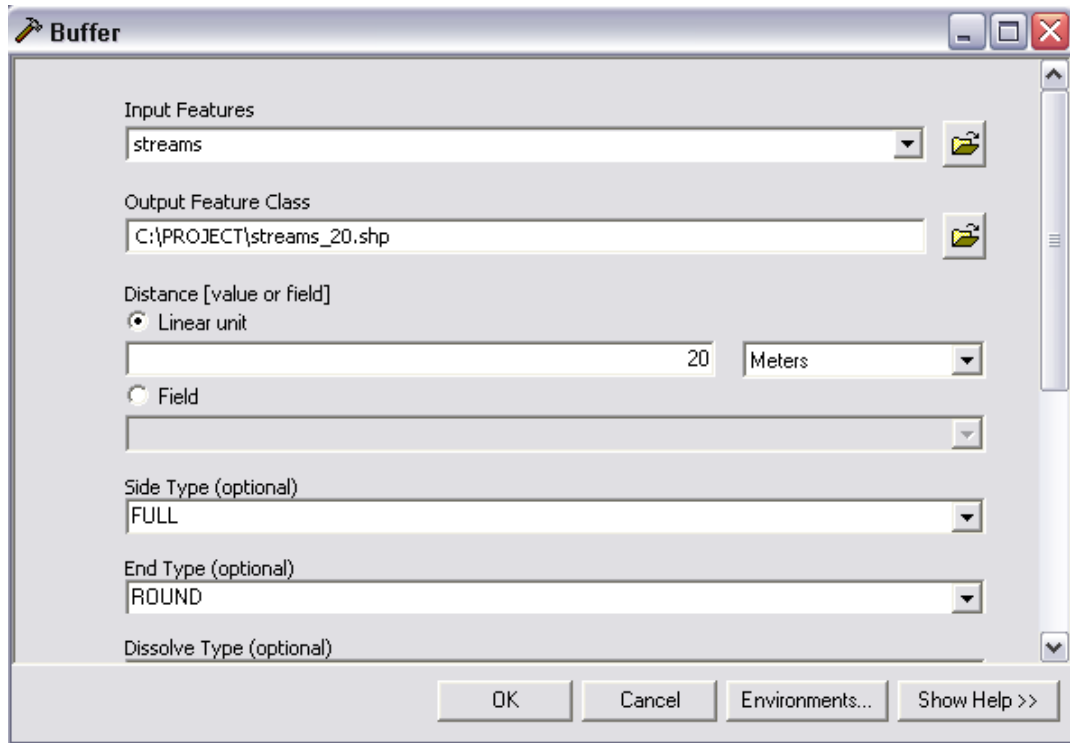 Buffer
Input Features
streams
Output Feature Class
C:\PROJECT\streams_20.shp
Distance [value or field]
Linear unit
20 Meters
Field
Side Type (optional)
FULL
End Type (optional)
ROUND
Dissolve Type (optional)
OK Cancel Environments... Show Help >>